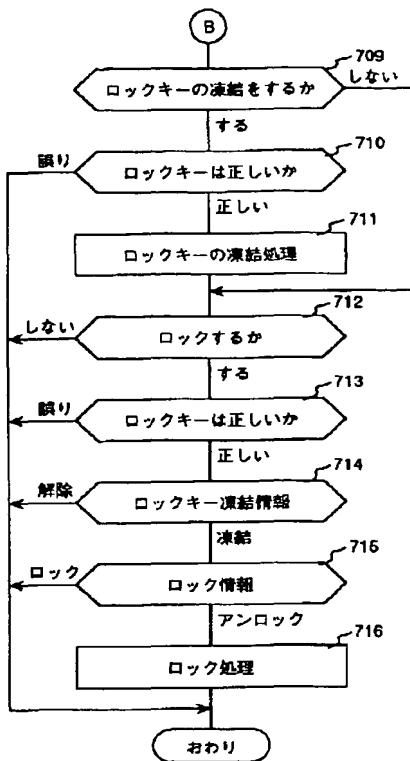 B
709
ロックキーの凍結をするか
しない
する
710
誤り
ロックキーは正しいか
正しい
711
ロックキーの凍結処理
712
しない
ロックするか
する
713
誤り
ロックキーは正しいか
正しい
714
解除
ロックキー凍結情報
凍結
715
ロック
ロック情報
アンロック
716
ロック処理
おわり